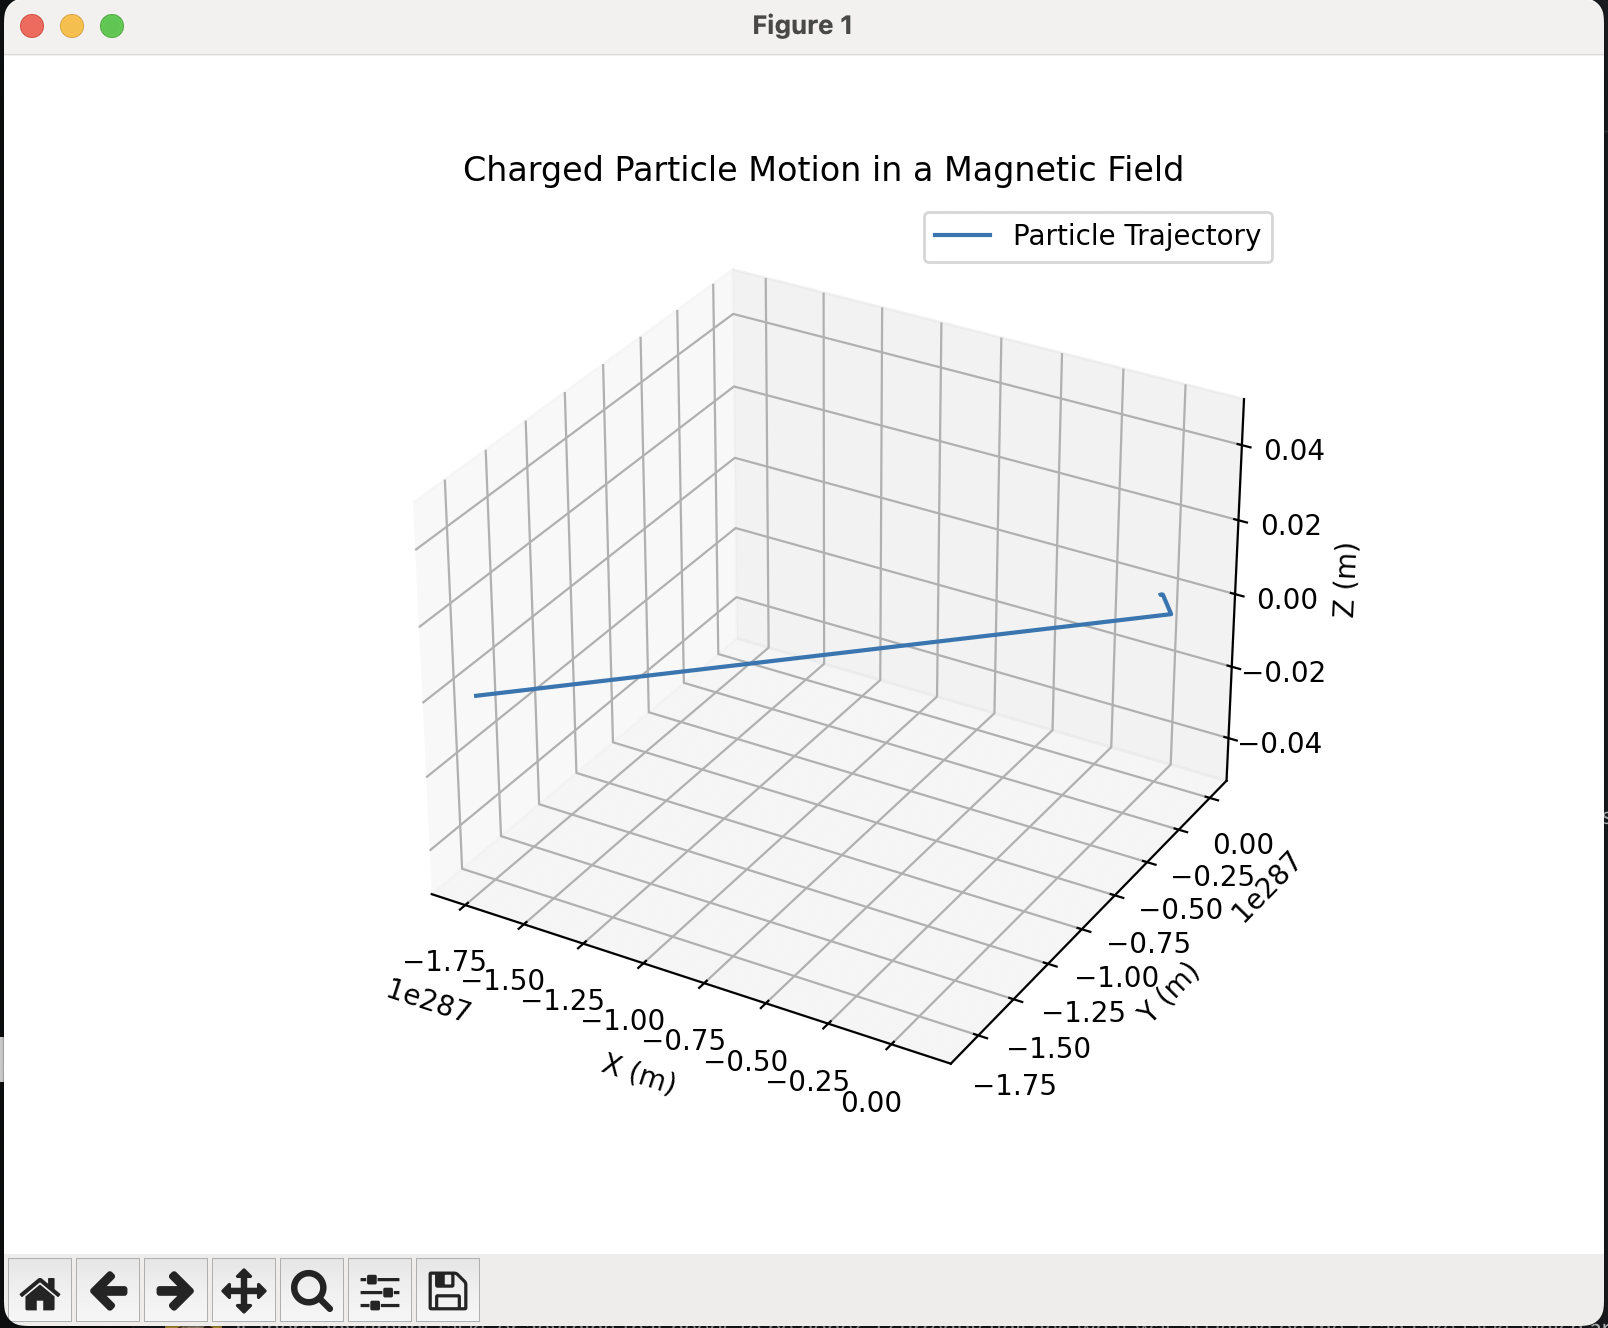 Figure 1
Charged Particle Motion in a Magnetic Field
Particle Trajectory
0.04
0.02
0.00
−0.02
−0.04
Z (m)
0.00
−0.25
−0.50
−0.75
−1.00
−1.25
−1.50
−1.75
1e287
Y (m)
−1.75
−1.50
−1.25
−1.00
−0.75
−0.50
−0.25
0.00
1e287
X (m)